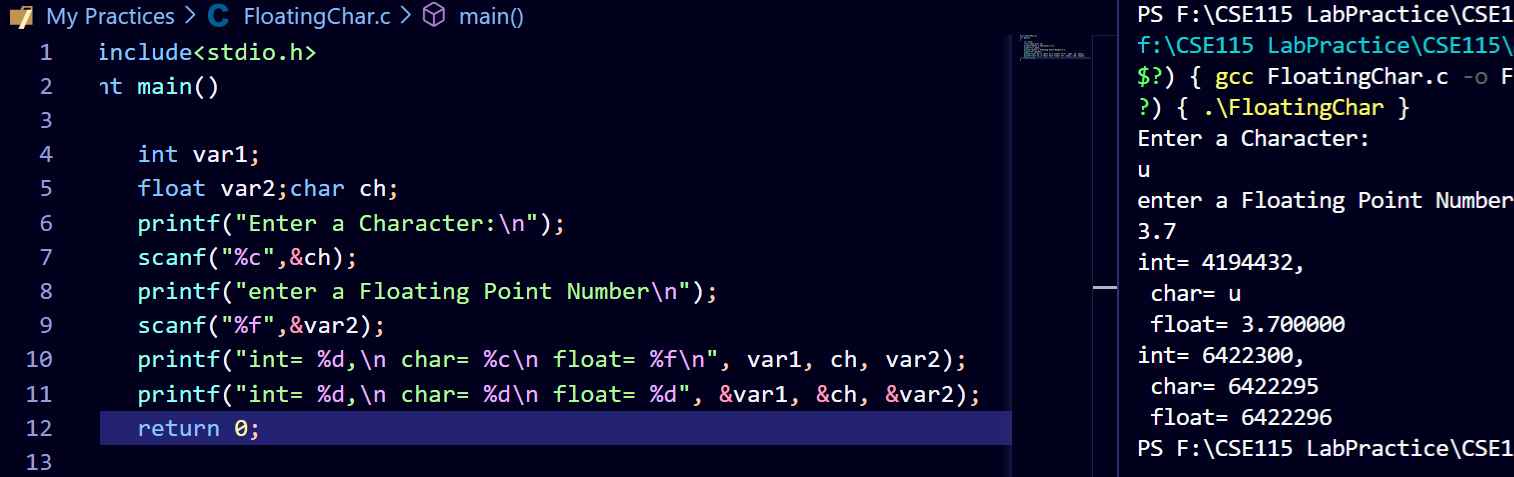 My Practices > C FloatingChar.c > main()
1 include<stdio.h>
2 nt main()
3
4 int var1;
5 float var2;char ch;
6 printf("Enter a Character:\n");
7 scanf("%c",&ch);
8 printf("enter a Floating Point Number\n");
9 scanf("%f",&var2);
10 printf("int= %d,\n char= %c\n float= %f\n", var1, ch, var2);
11 printf("int= %d,\n char= %d\n float= %d", &var1, &ch, &var2);
12 return 0;
13
PS F:\CSE115 LabPractice\CSE1
f:\CSE115 LabPractice\CSE115\
$?) { gcc FloatingChar.c -o F
?) { .\FloatingChar }
Enter a Character:
u
enter a Floating Point Number
3.7
int= 4194432,
char= u
float= 3.700000
int= 6422300,
char= 6422295
float= 6422296
PS F:\CSE115 LabPractice\CSE1